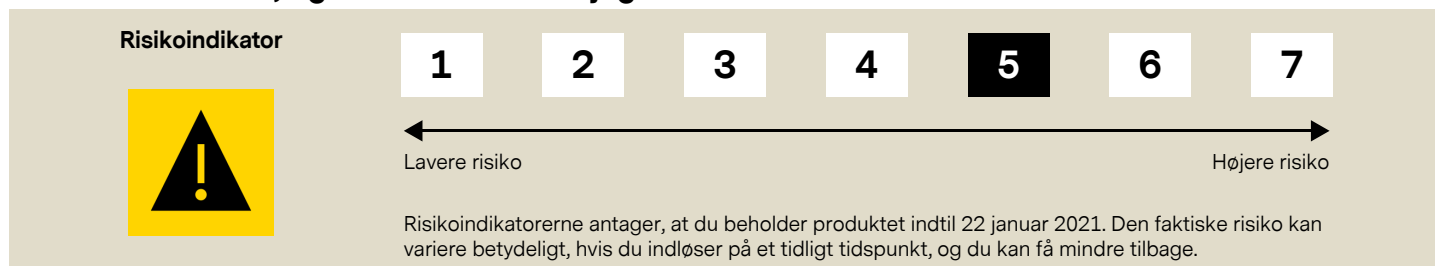 Risikoindikator
1 2 3 4 5 6 7
Lavere risiko Højere risiko
Risikoindikatorerne antager, at du beholder produktet indtil 22 januar 2021. Den faktiske risiko kan
variere betydeligt, hvis du indløser på et tidligt tidspunkt, og du kan få mindre tilbage.